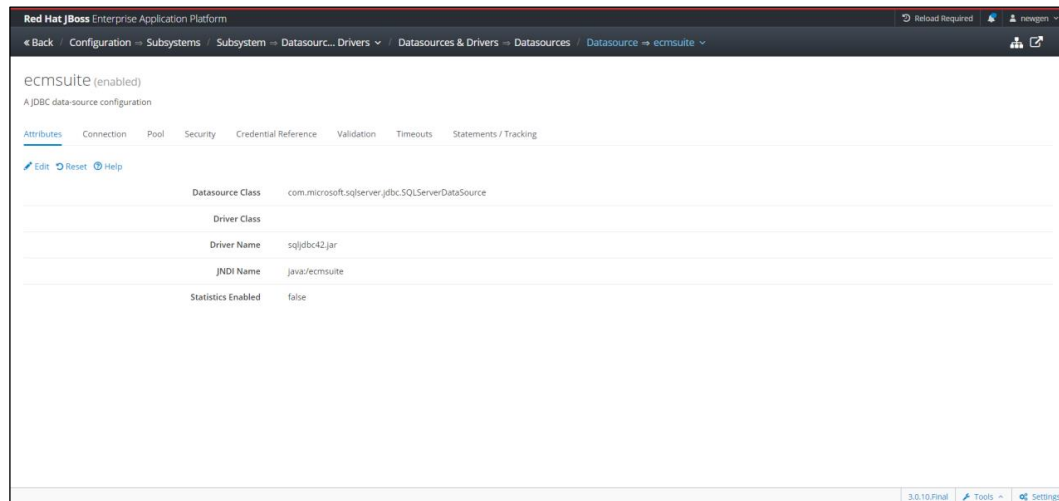 Red Hat JBoss Enterprise Application Platform Reload Required newgen
« Back / Configuration ⇒ Subsystems / Subsystem ⇒ Datasourc... Drivers / Datasources & Drivers ⇒ Datasources / Datasource ⇒ ecmsuite
ecmsuite (enabled)
A JDBC data-source configuration
Attributes Connection Pool Security Credential Reference Validation Timeouts Statements / Tracking
Edit Reset Help
Datasource Class com.microsoft.sqlserver.jdbc.SQLServerDataSource
Driver Class
Driver Name sqljdbc42.jar
JNDI Name java:/ecmsuite
Statistics Enabled false
3.0.10.Final Tools Settings